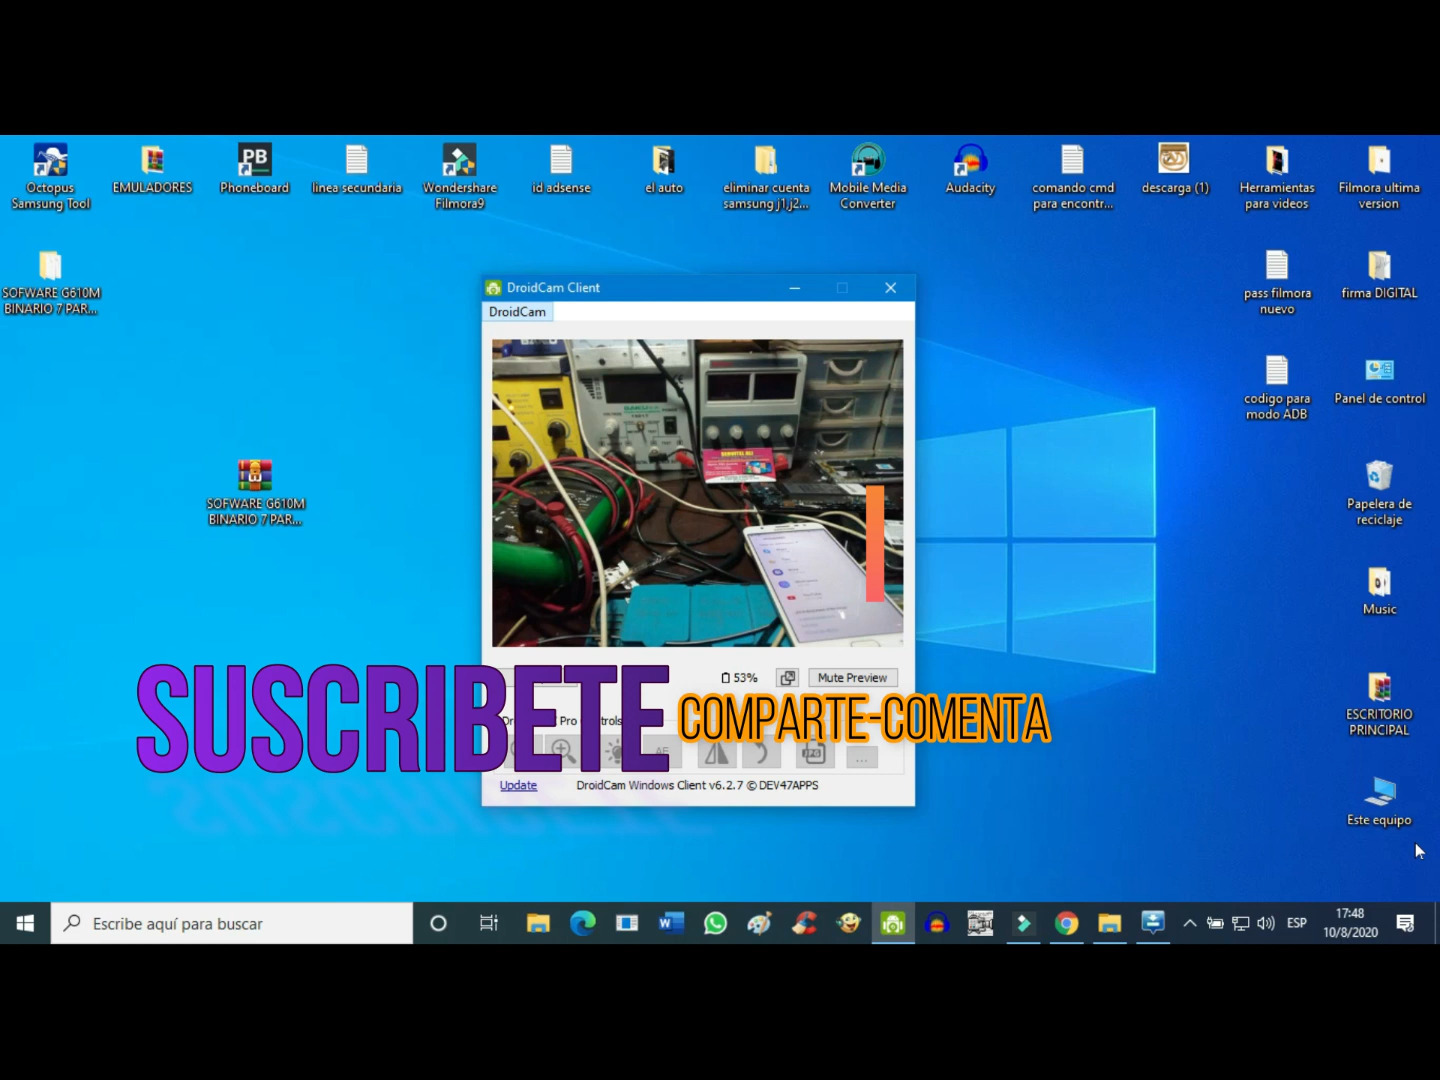 Octopus
Samsung Tool
EMULADORES
PB
Phoneboard
linea secundaria
Wondershare
Filmora9
id adsense
el auto
eliminar cuenta
samsung j1,j2...
Mobile Media
Converter
Audacity
comando cmd
para encontr...
descarga (1)
Herramientas
para videos
Filmora ultima
version
SOFWARE G610M
BINARIO 7 PAR...
pass filmora
nuevo
firma DIGITAL
codigo para
modo ADB
Panel de control
SOFWARE G610M
BINARIO 7 PAR...
Papelera de
reciclaje
Music
ESCRITORIO
PRINCIPAL
Este equipo
DroidCam Client
DroidCam
53%
Mute Preview
SUSCRIBETE
COMPARTE-COMENTA
Pro Controls
AF
JPG
...
Update
DroidCam Windows Client v6.2.7 © DEV47APPS
Escribe aquí para buscar
ESP
17:48
10/8/2020